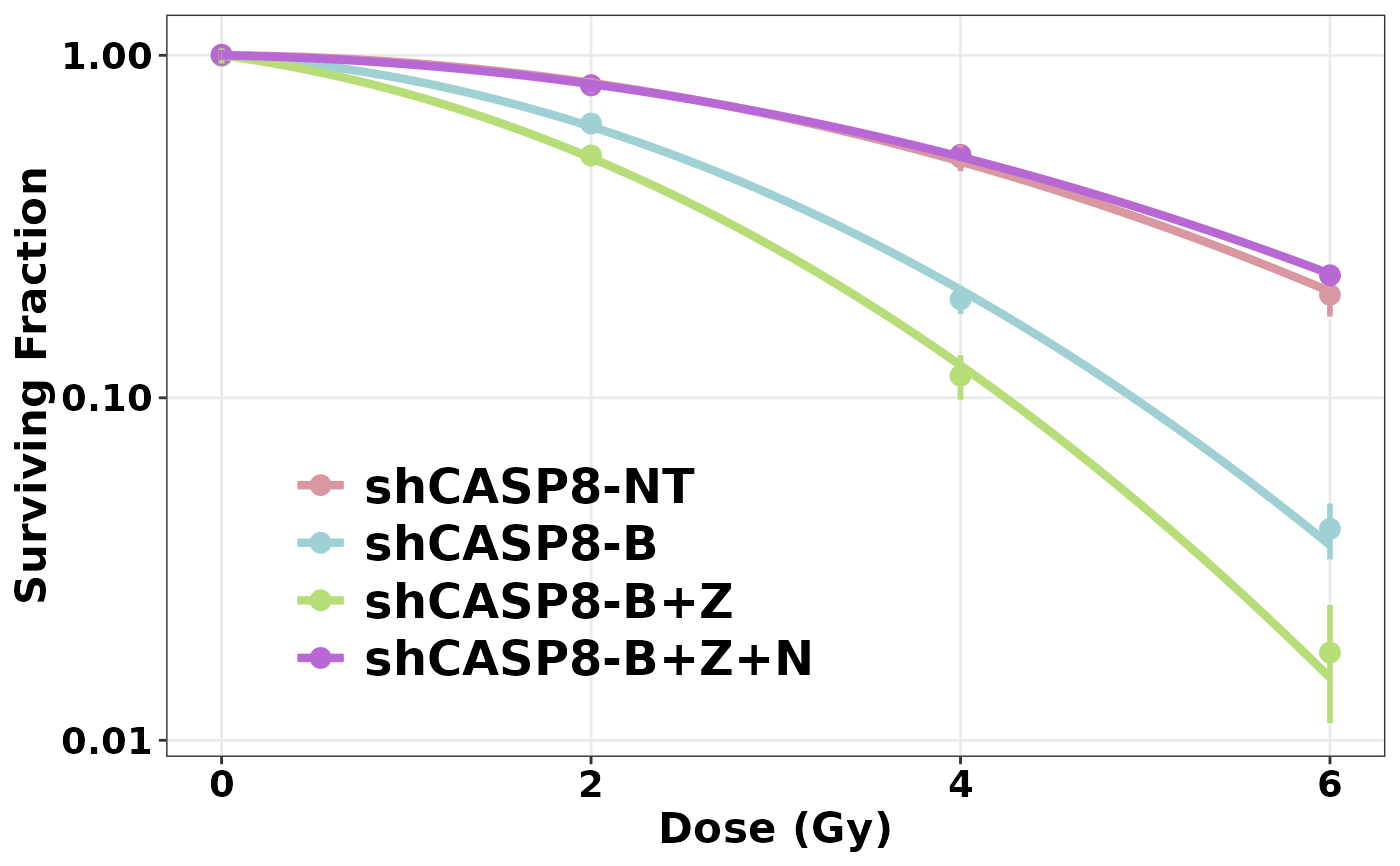 Surviving Fraction
1.00
0.10
0.01
shCASP8-NT
shCASP8-B
shCASP8-B+Z
shCASP8-B+Z+N
0 2 4 6
Dose (Gy)